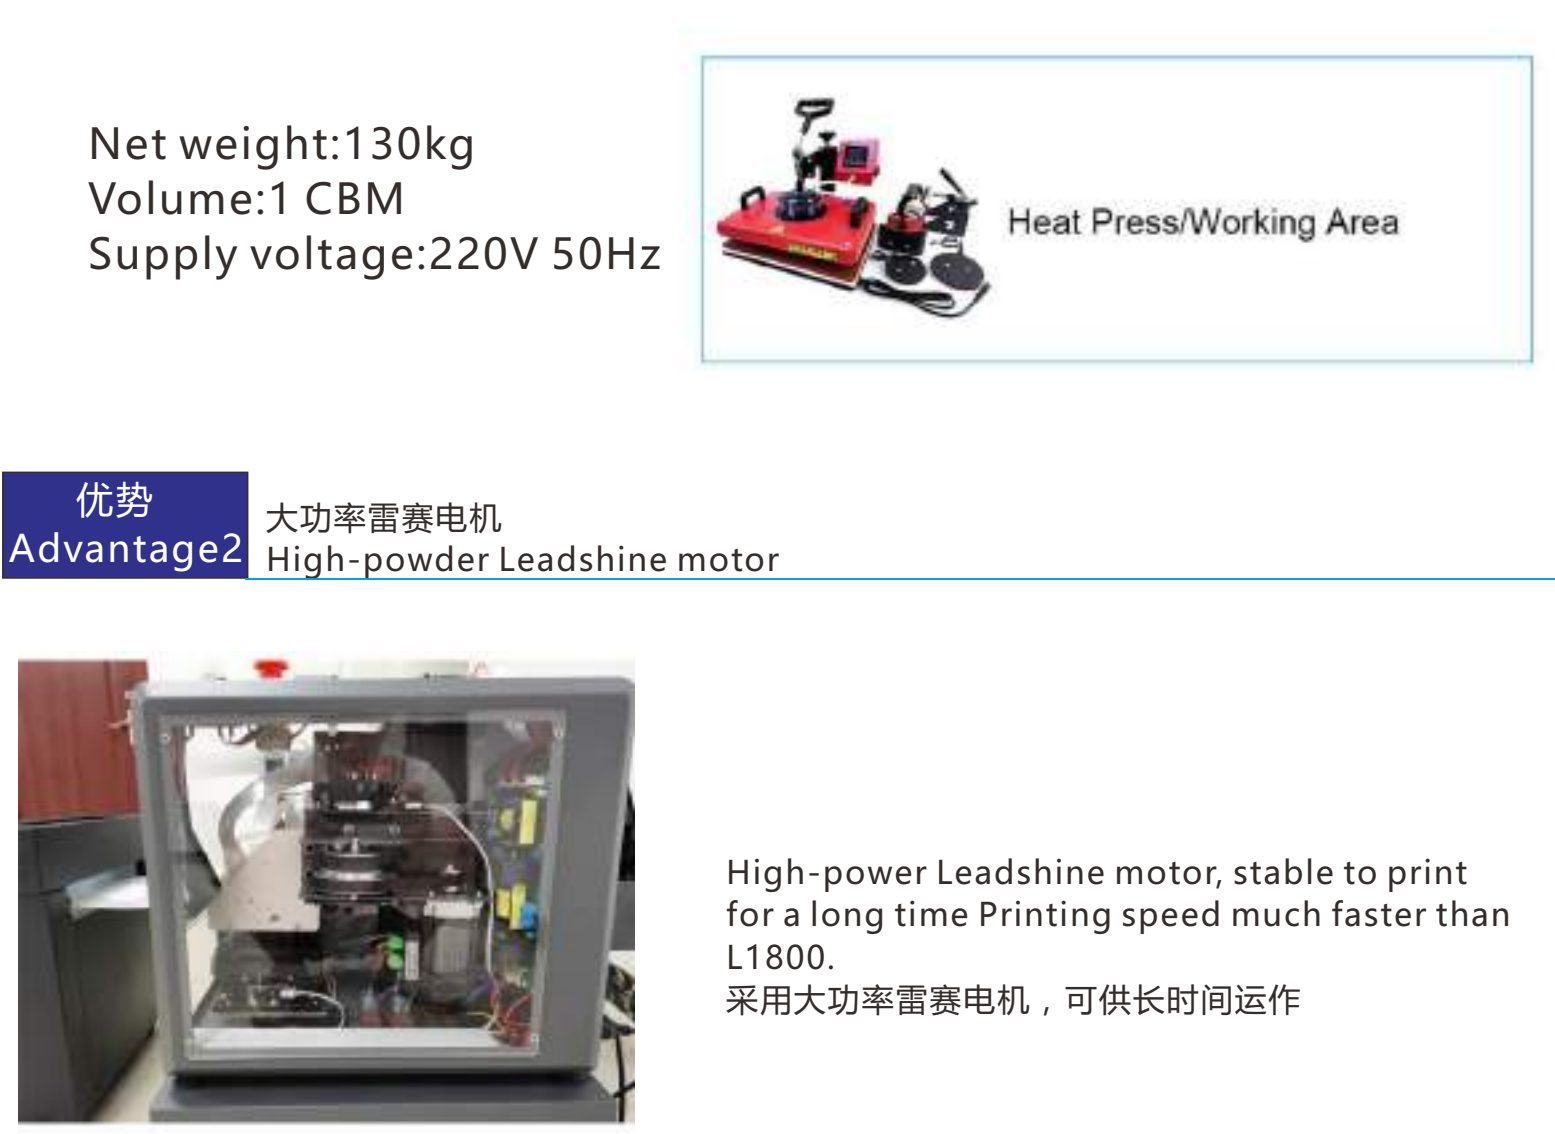 Net weight:130kg
Volume:1 CBM
Supply voltage:220V 50Hz
Heat Press/Working Area
优势
Advantage2
大功率雷赛电机
High-powder Leadshine motor
High-power Leadshine motor, stable to print
for a long time Printing speed much faster than
L1800.
采用大功率雷赛电机，可供长时间运作